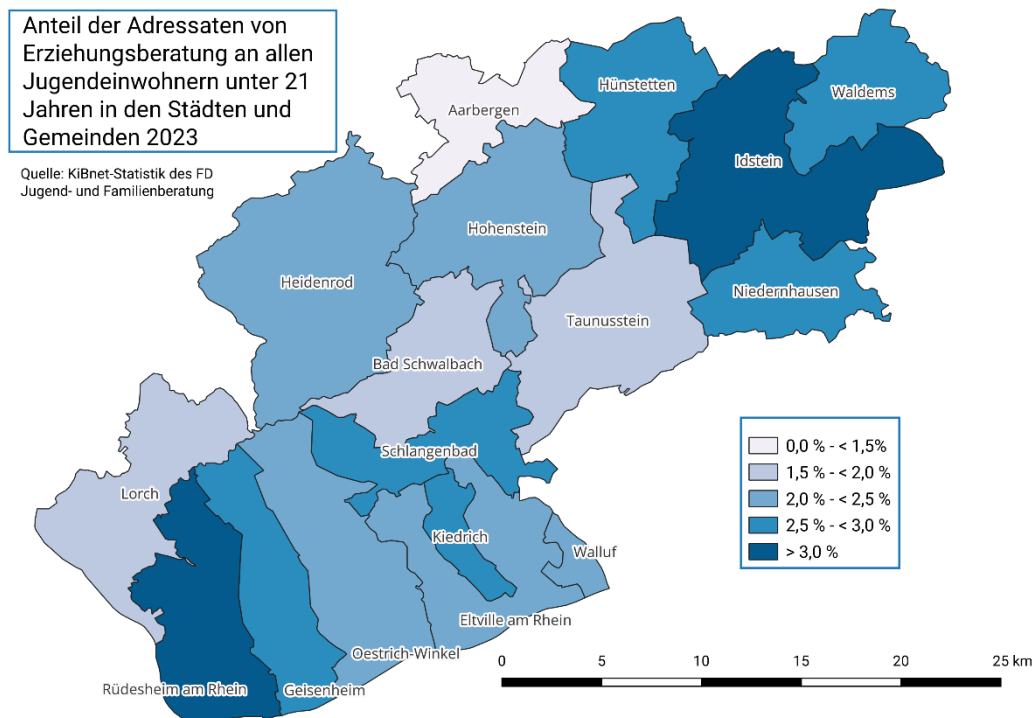 Anteil der Adressaten von
Erziehungsberatung an allen
Jugendeinwohnern unter 21
Jahren in den Städten und
Gemeinden 2023
Quelle: KiBnet-Statistik des FD
Jugend- und Familienberatung
Aarbergen
Hünstetten
Waldems
Idstein
Hohenstein
Heidenrod
Niedernhausen
Taunusstein
Bad Schwalbach
Schlangenbad
Lorch
Kiedrich
Walluf
Eltville am Rhein
Oestrich-Winkel
Rüdesheim am Rhein
Geisenheim
0,0 % - < 1,5%
1,5 % - < 2,0 %
2,0 % - < 2,5 %
2,5 % - < 3,0 %
> 3,0 %
0 5 10 15 20 25 km